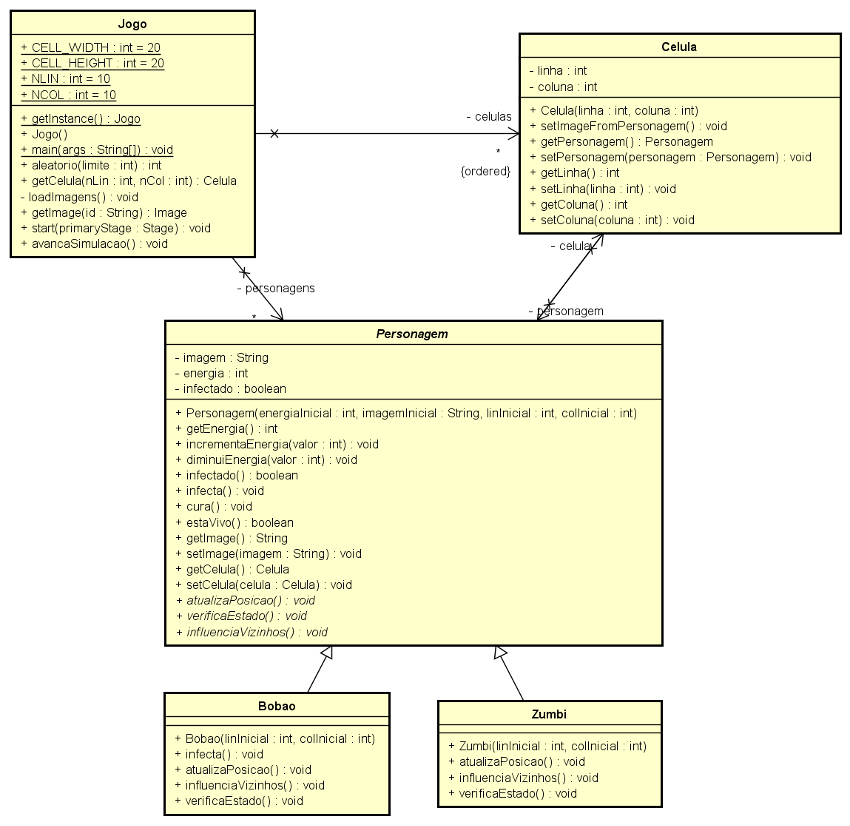 Jogo
+ CELL_WIDTH : int = 20
+ CELL_HEIGHT : int = 20
+ NLIN : int = 10
+ NCOL : int = 10
+ getInstance() : Jogo
+ Jogo()
+ main(args : String[]) : void
+ aleatorio(limite : int) : int
+ getCelula(nLin : int, nCol : int) : Celula
- loadImagens() : void
+ getImage(id : String) : Image
+ start(primaryStage : Stage) : void
+ avancaSimulacao() : void
- celulas
*
{ordered}
Celula
- linha : int
- coluna : int
+ Celula(linha : int, coluna : int)
+ setImageFromPersonagem() : void
+ getPersonagem() : Personagem
+ setPersonagem(personagem : Personagem) : void
+ getLinha() : int
+ setLinha(linha : int) : void
+ getColuna() : int
+ setColuna(coluna : int) : void
- celula
- personagens
*
- personagem
Personagem
- imagem : String
- energia : int
- infectado : boolean
+ Personagem(energiaInicial : int, imagemInicial : String, linInicial : int, colInicial : int)
+ getEnergia() : int
+ incrementaEnergia(valor : int) : void
+ diminuiEnergia(valor : int) : void
+ infectado() : boolean
+ infecta() : void
+ cura() : void
+ estaVivo() : boolean
+ getImage() : String
+ setImage(imagem : String) : void
+ getCelula() : Celula
+ setCelula(celula : Celula) : void
+ atualizaPosicao() : void
+ verificaEstado() : void
+ influenciaVizinhos() : void
Bobao
+ Bobao(linInicial : int, colInicial : int)
+ infecta() : void
+ atualizaPosicao() : void
+ influenciaVizinhos() : void
+ verificaEstado() : void
Zumbi
+ Zumbi(linInicial : int, colInicial : int)
+ atualizaPosicao() : void
+ influenciaVizinhos() : void
+ verificaEstado() : void